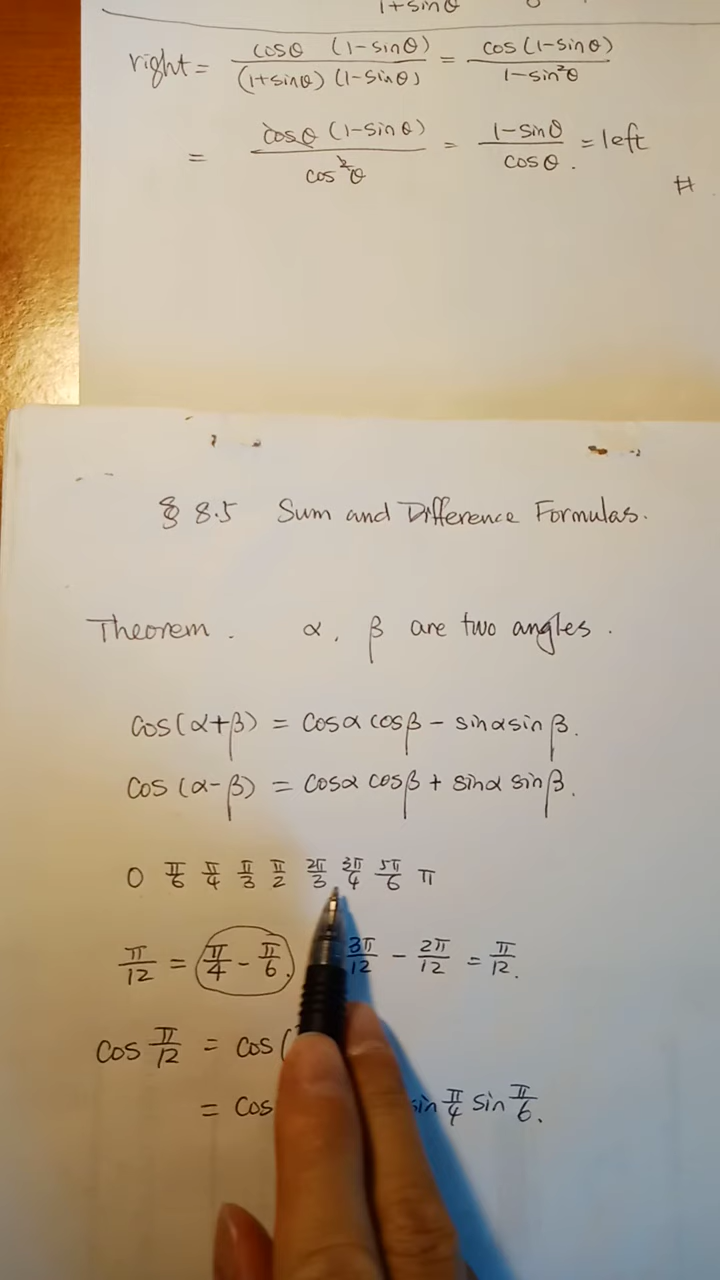 1+sinθ
right = cosθ (1-sinθ) / (1+sinθ) (1-sinθ) = cos(1-sinθ) / 1-sin²θ
= cosθ (1-sinθ) / cos²θ = 1-sinθ / cosθ. = left
#
§ 8.5 Sum and Difference Formulas.
Theorem. α, β are two angles.
cos(α+β) = cosα cosβ - sinα sinβ.
cos(α-β) = cosα cosβ + sinα sinβ.
0 π/6 π/4 π/3 π/2 2π/3 3π/4 5π/6 π
π/12 = π/4 - π/6. 3π/12 - 2π/12 = π/12.
cos π/12 = cos(
= cos sin π/4 sin π/6.